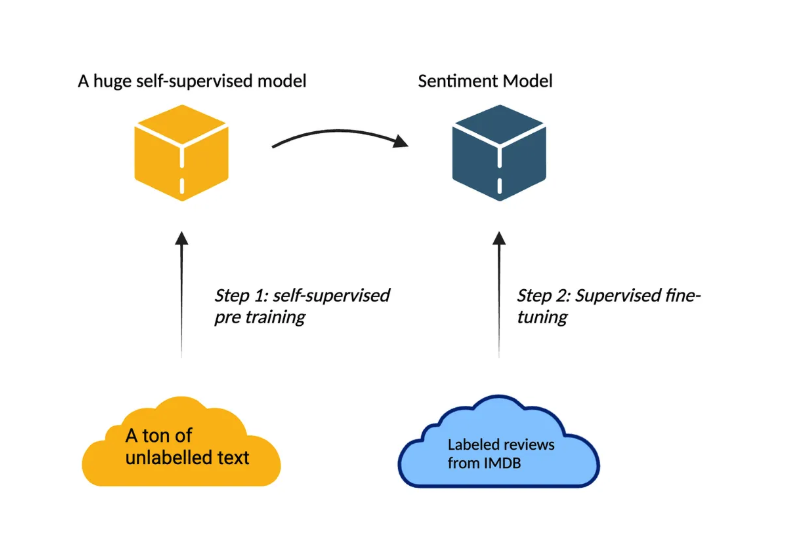 A huge self-supervised model
Sentiment Model
Step 1: self-supervised
pre training
Step 2: Supervised fine-
tuning
A ton of
unlabelled text
Labeled reviews
from IMDB